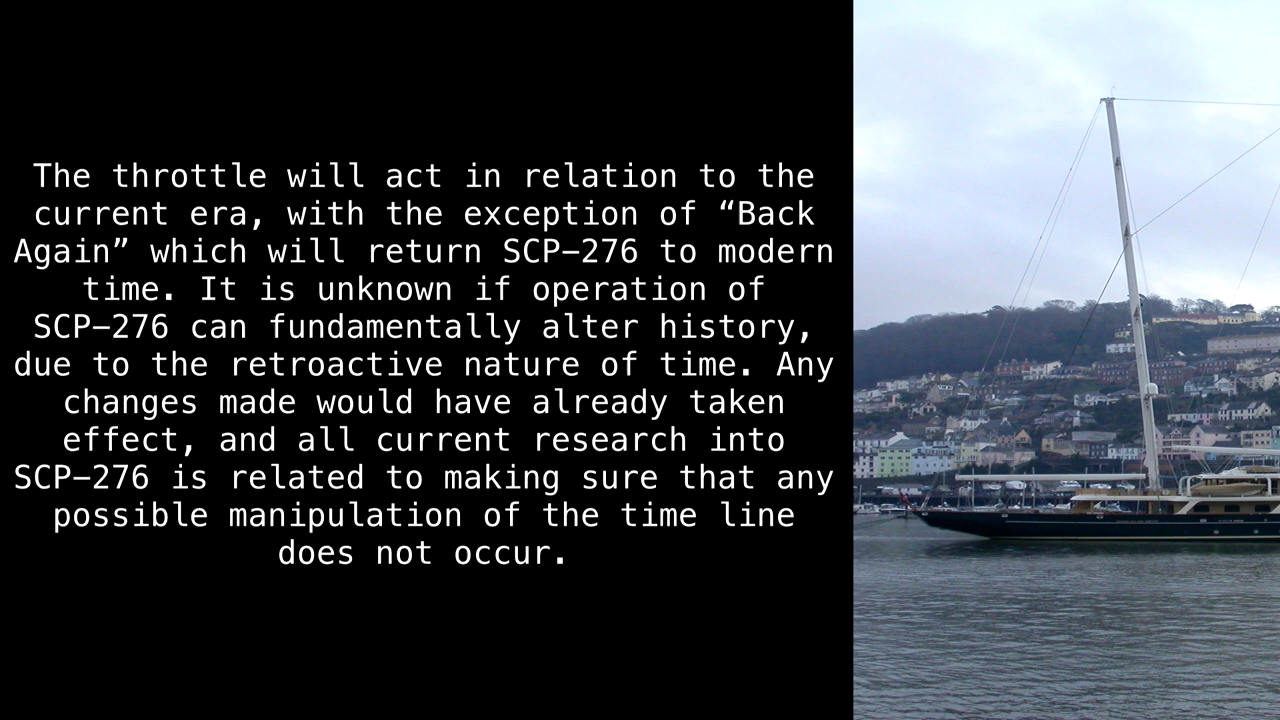 The throttle will act in relation to the
current era, with the exception of “Back
Again” which will return SCP–276 to modern
time. It is unknown if operation of
SCP–276 can fundamentally alter history,
due to the retroactive nature of time. Any
changes made would have already taken
effect, and all current research into
SCP–276 is related to making sure that any
possible manipulation of the time line
does not occur.